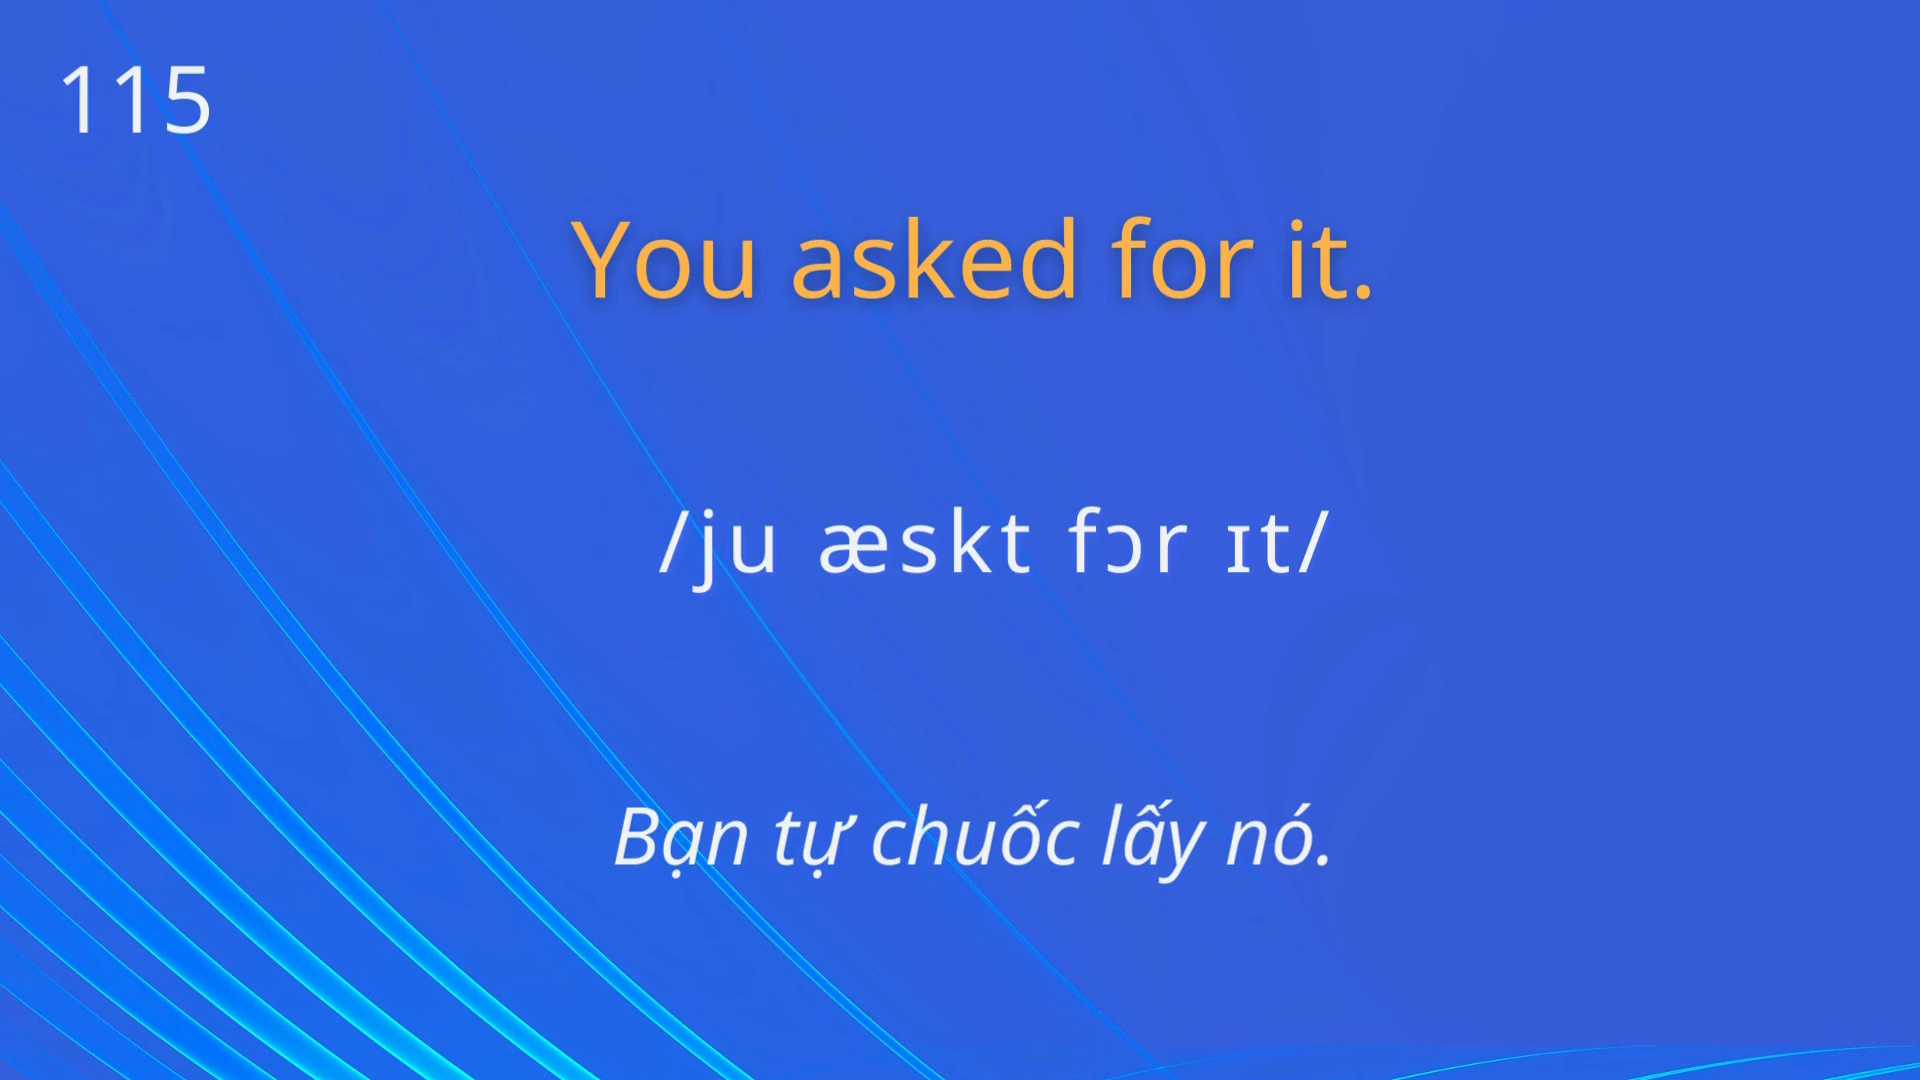 115
You asked for it.
/ju æskt fɔr ɪt/
Bạn tự chuốc lấy nó.